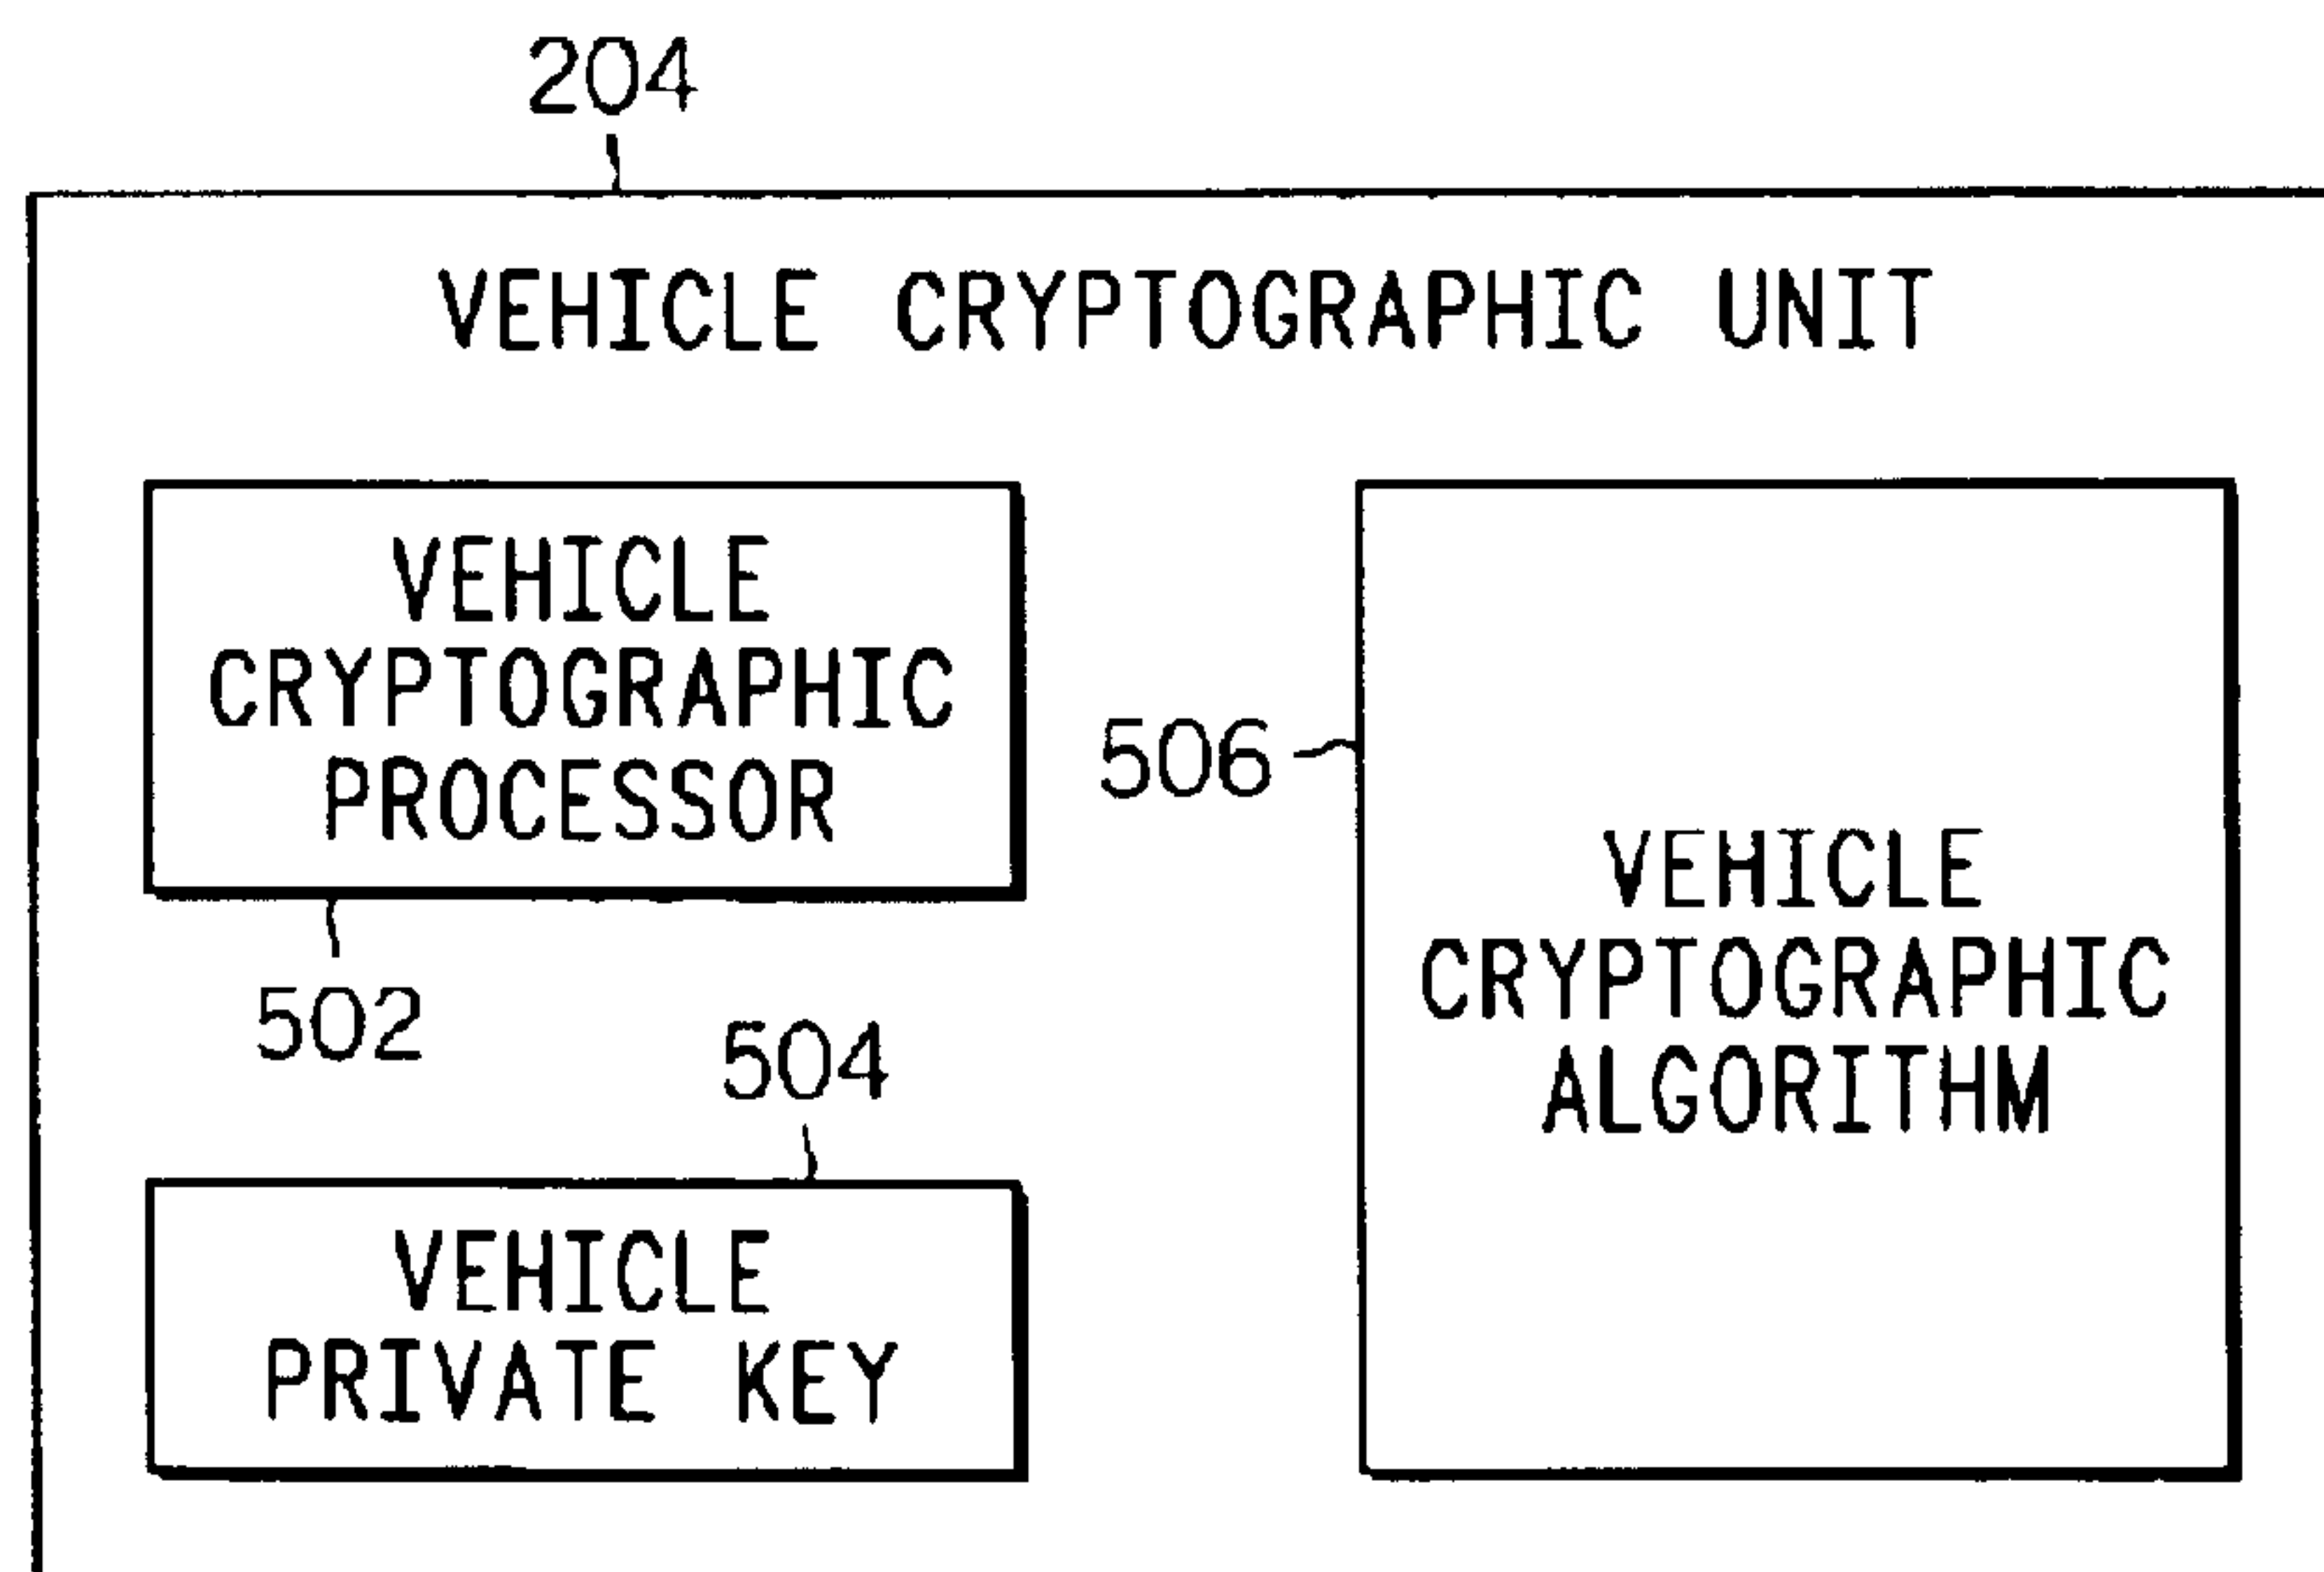 204
VEHICLE CRYPTOGRAPHIC UNIT
VEHICLE
CRYPTOGRAPHIC
PROCESSOR
502
504
VEHICLE
PRIVATE KEY
506
VEHICLE
CRYPTOGRAPHIC
ALGORITHM